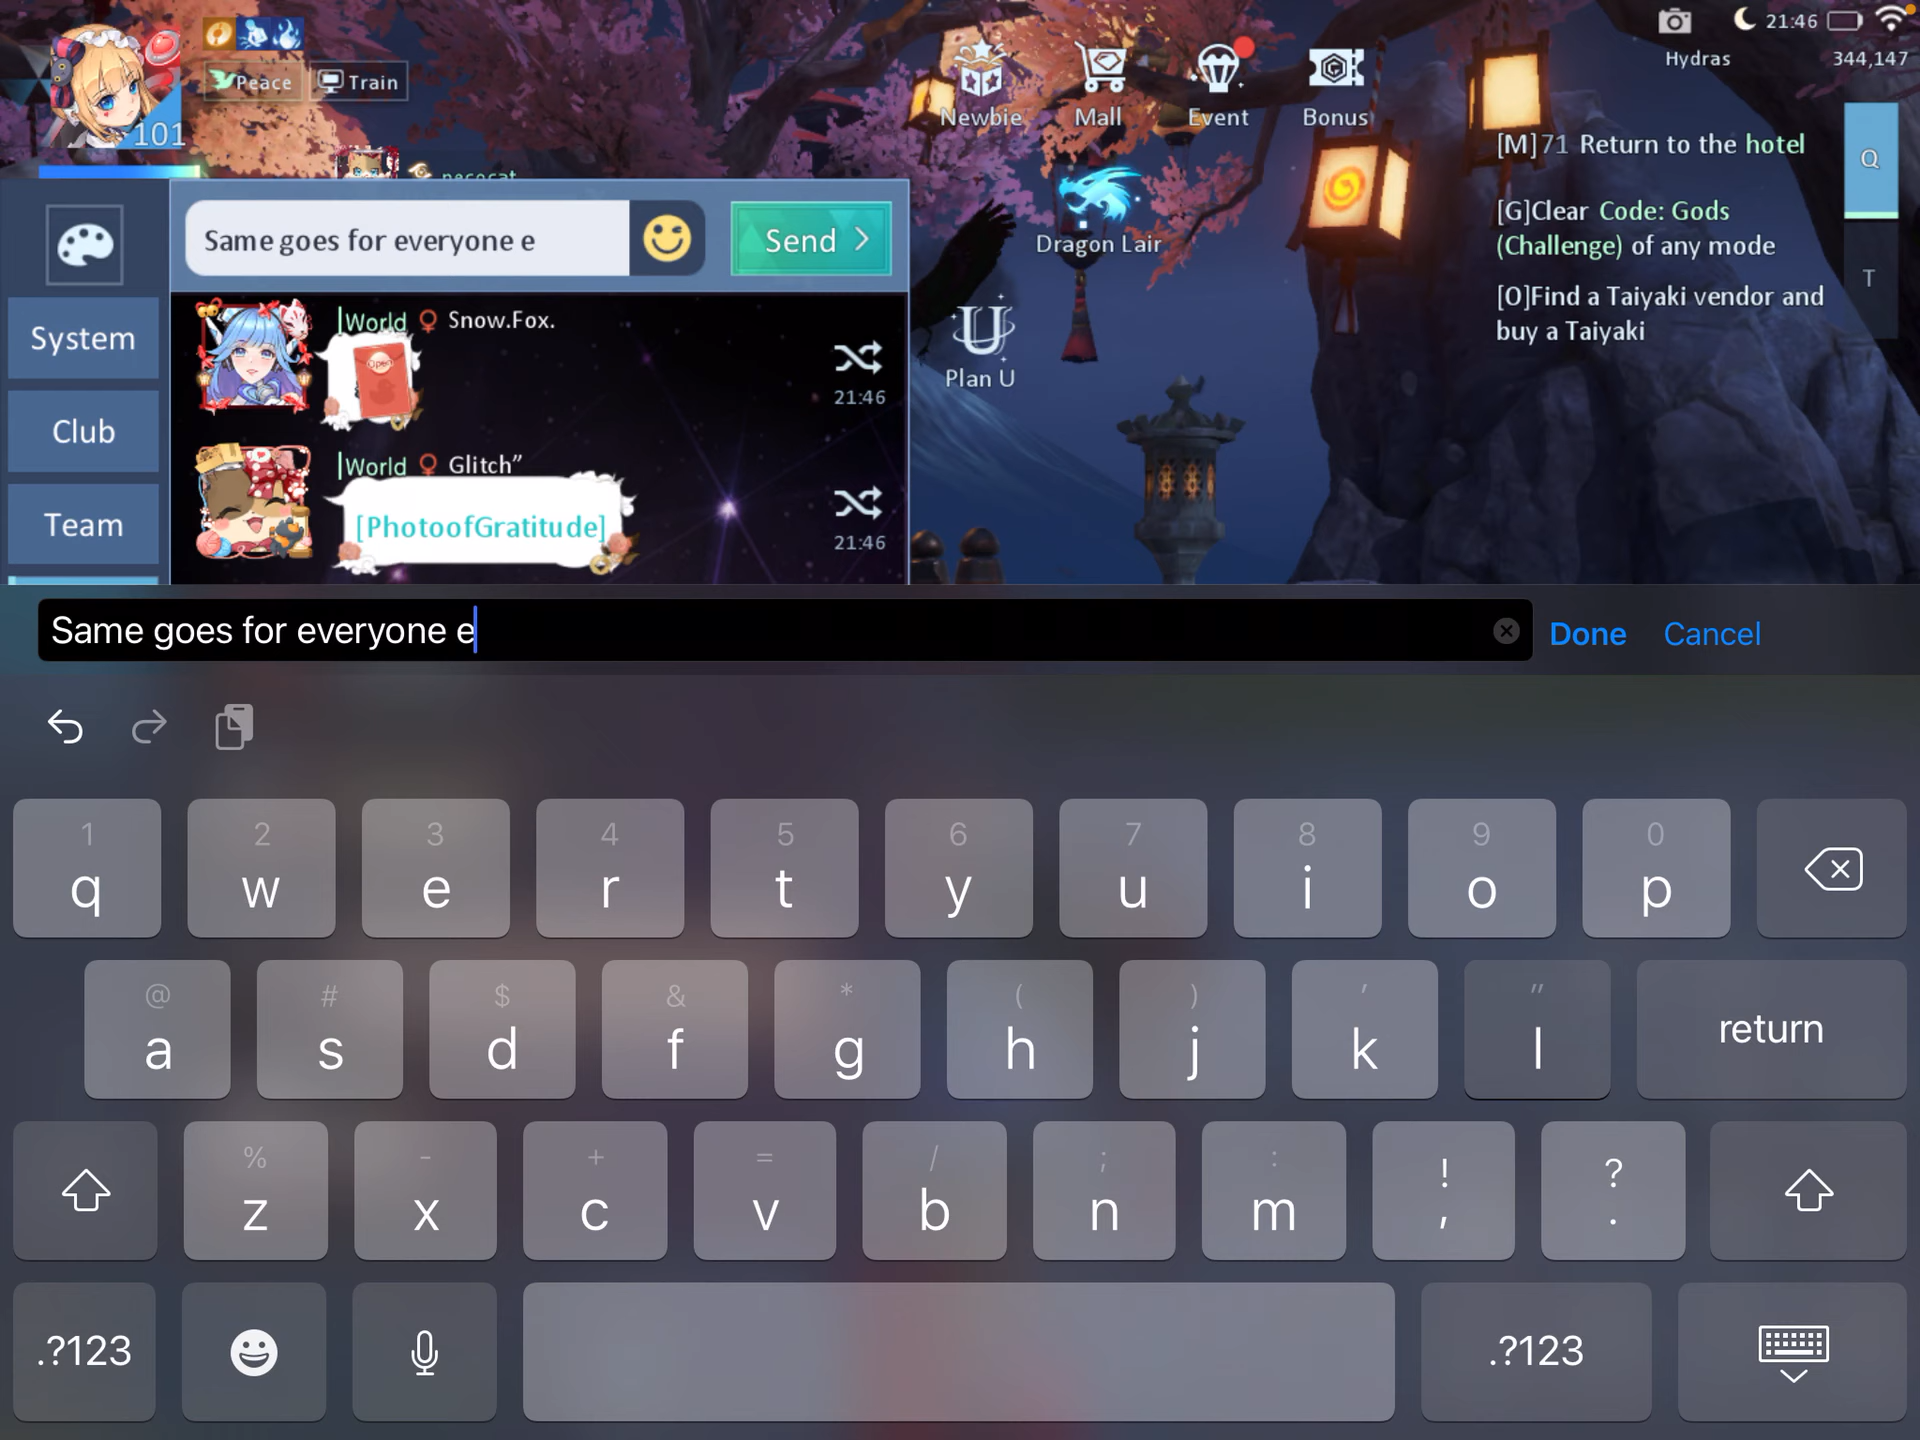 21:46
Hydras
344,147
Peace
Train
101
Newbie
Mall
Event
Bonus
[M]71 Return to the hotel
Q
[G]Clear Code: Gods
(Challenge) of any mode
T
[O]Find a Taiyaki vendor and
buy a Taiyaki
Dragon Lair
U
Plan U
nececat
Same goes for everyone e
Send
System
Club
Team
World Snow.Fox.
Open
21:46
World Glitch"
[PhotoofGratitude]
21:46
Same goes for everyone e
Done
Cancel
1 2 3 4 5 6 7 8 9 0
q w e r t y u i o p
@ # $ & * ( ) ' "
a s d f g h j k l return
% - + = / ; : ! ?
z x c v b n m , .
.?123 .?123